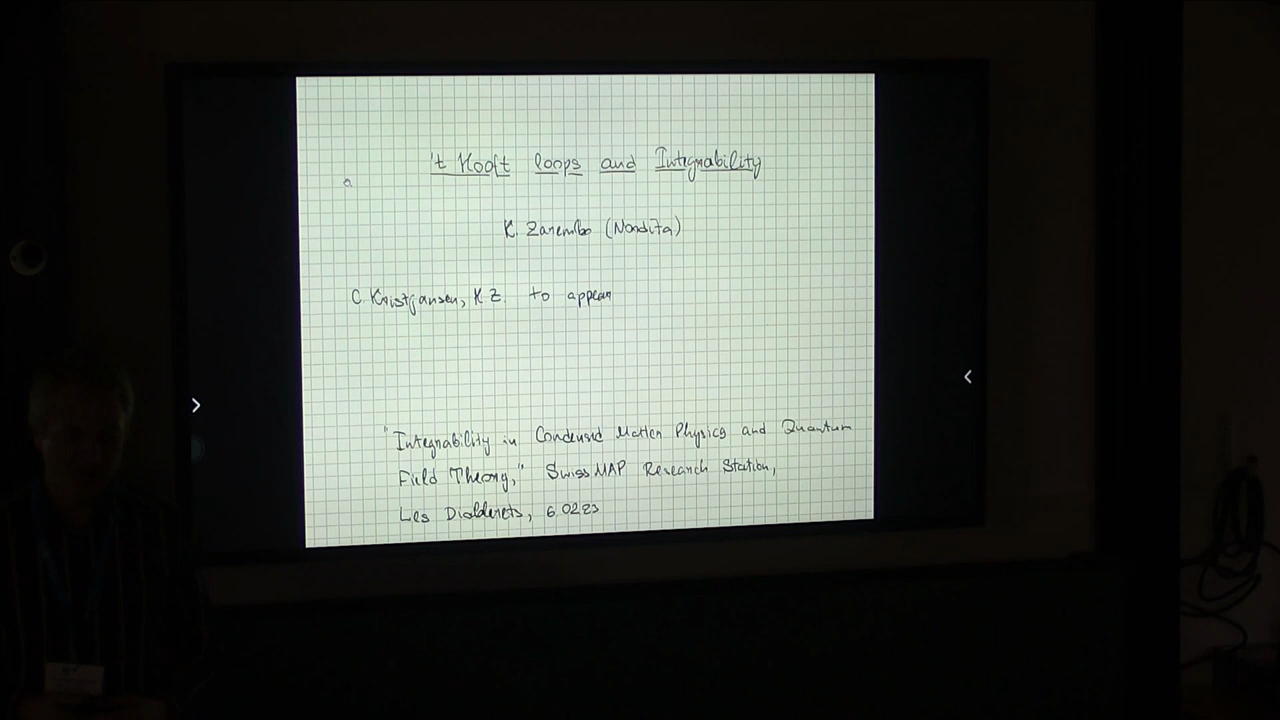 't Hooft loops and Integrability
K. Zarembo (Nordita)
C. Kristjansen, K.Z. to appear
"Integrability in Condensed Matter Physics and Quantum
Field Theory," SwissMAP Research Station,
Les Diablerets, 6.02.23